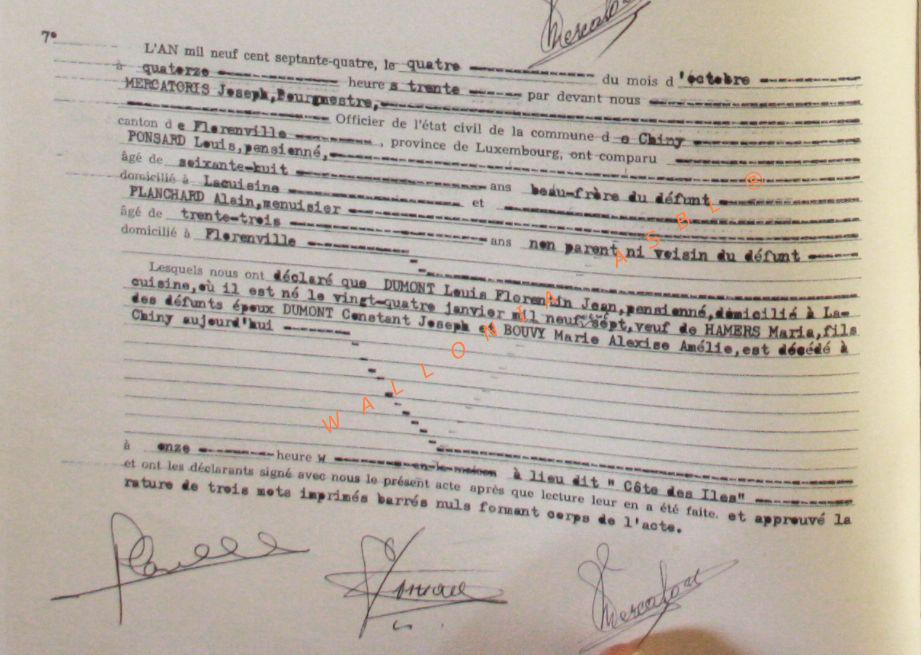 Mercatoris
7°
L'AN mil neuf cent septante-quatre, le quatre du mois d'octobre
à quatorze heures trente par devant nous
MERCATORIS Joseph,Bourgmestre,
Officier de l'état civil de la commune de Chiny
canton de Florenville, province de Luxembourg, ont comparu
PONSARD Louis,pensionné,
âgé de soixante-huit ans beau-frère du défunt
domicilié à Lacuisine et
PLANCHARD Alain,menuisier
âgé de trente-trois ans non parent ni voisin du défunt
domicilié à Florenville
Lesquels nous ont déclaré que DUMONT Louis Florentin Jean,pensionné,domicilié à La-
cuisine,où il est né le vingt-quatre janvier mil neuf sept,veuf de HAMERS Maria,fils
des défunts époux DUMONT Constant Joseph et BOUVY Marie Alexise Amélie,est décédé à
Chiny aujourd'hui
à onze heure en la maison à lieu dit " Côte des Iles"
et ont les déclarants signé avec nous le présent acte après que lecture leur en a été faite. et approuvé la
rature de trois mots imprimés barrés nuls formant corps de l'acte.
Mercatoris
WALLONIA ASBL ®